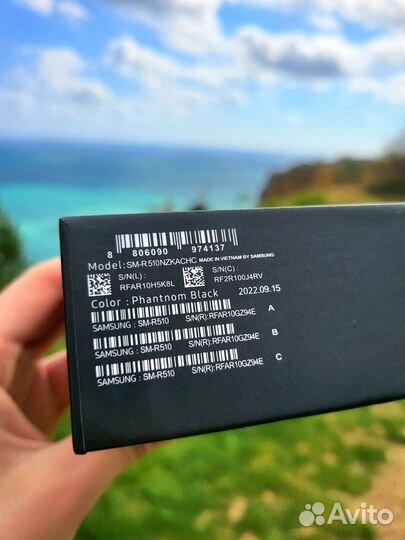 8 806090 974137
Model: SM-R510NZKACHC MADE IN VIETNAM BY SAMSUNG
S/N(L) : S/N(C) :
RFAR10H5K8L RF2R100J4RV
Color : Phantnom Black 2022.09.15
SAMSUNG : SM-R510 S/N(R):RFAR10GZ94E A
SAMSUNG : SM-R510 S/N(R):RFAR10GZ94E B
SAMSUNG : SM-R510 S/N(R):RFAR10GZ94E C
Avito